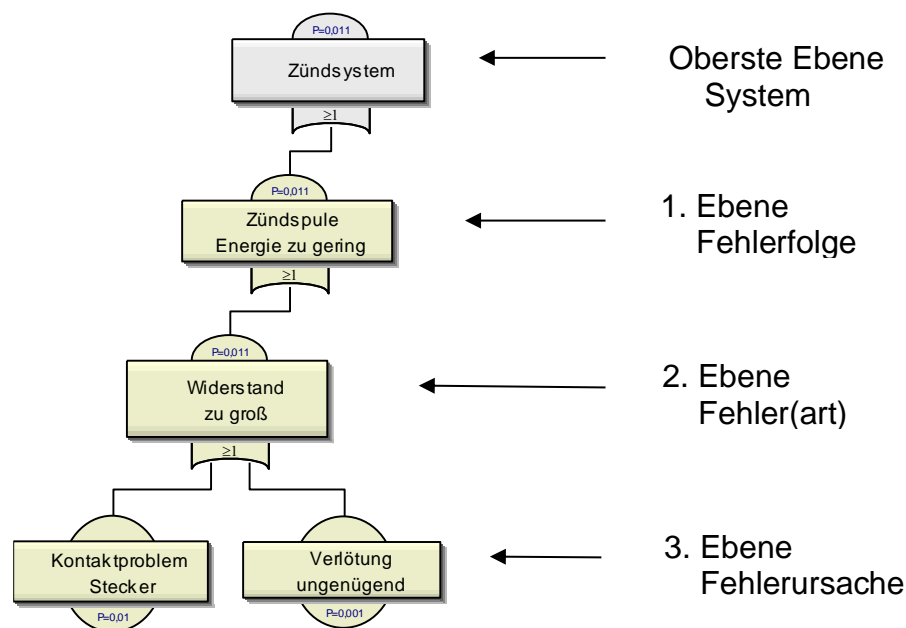 P=0,011
Zündsystem
≥1
Oberste Ebene
System
P=0,011
Zündspule
Energie zu gering
≥1
1. Ebene
Fehlerfolge
P=0,011
Widerstand
zu groß
≥1
2. Ebene
Fehler(art)
Kontaktproblem
Stecker
P=0,01
Verlötung
ungenügend
P=0,001
3. Ebene
Fehlerursache